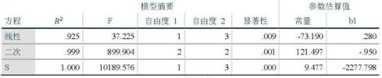 模型摘要 参数估算值
方程 R² F 自由度 1 自由度 2 显著性 常量 b1
线性 .925 37.225 1 3 .009 -73.190 .280
二次 .999 899.904 2 2 .001 121.497 -.950
S 1.000 10189.576 1 3 .000 9.477 -2277.798